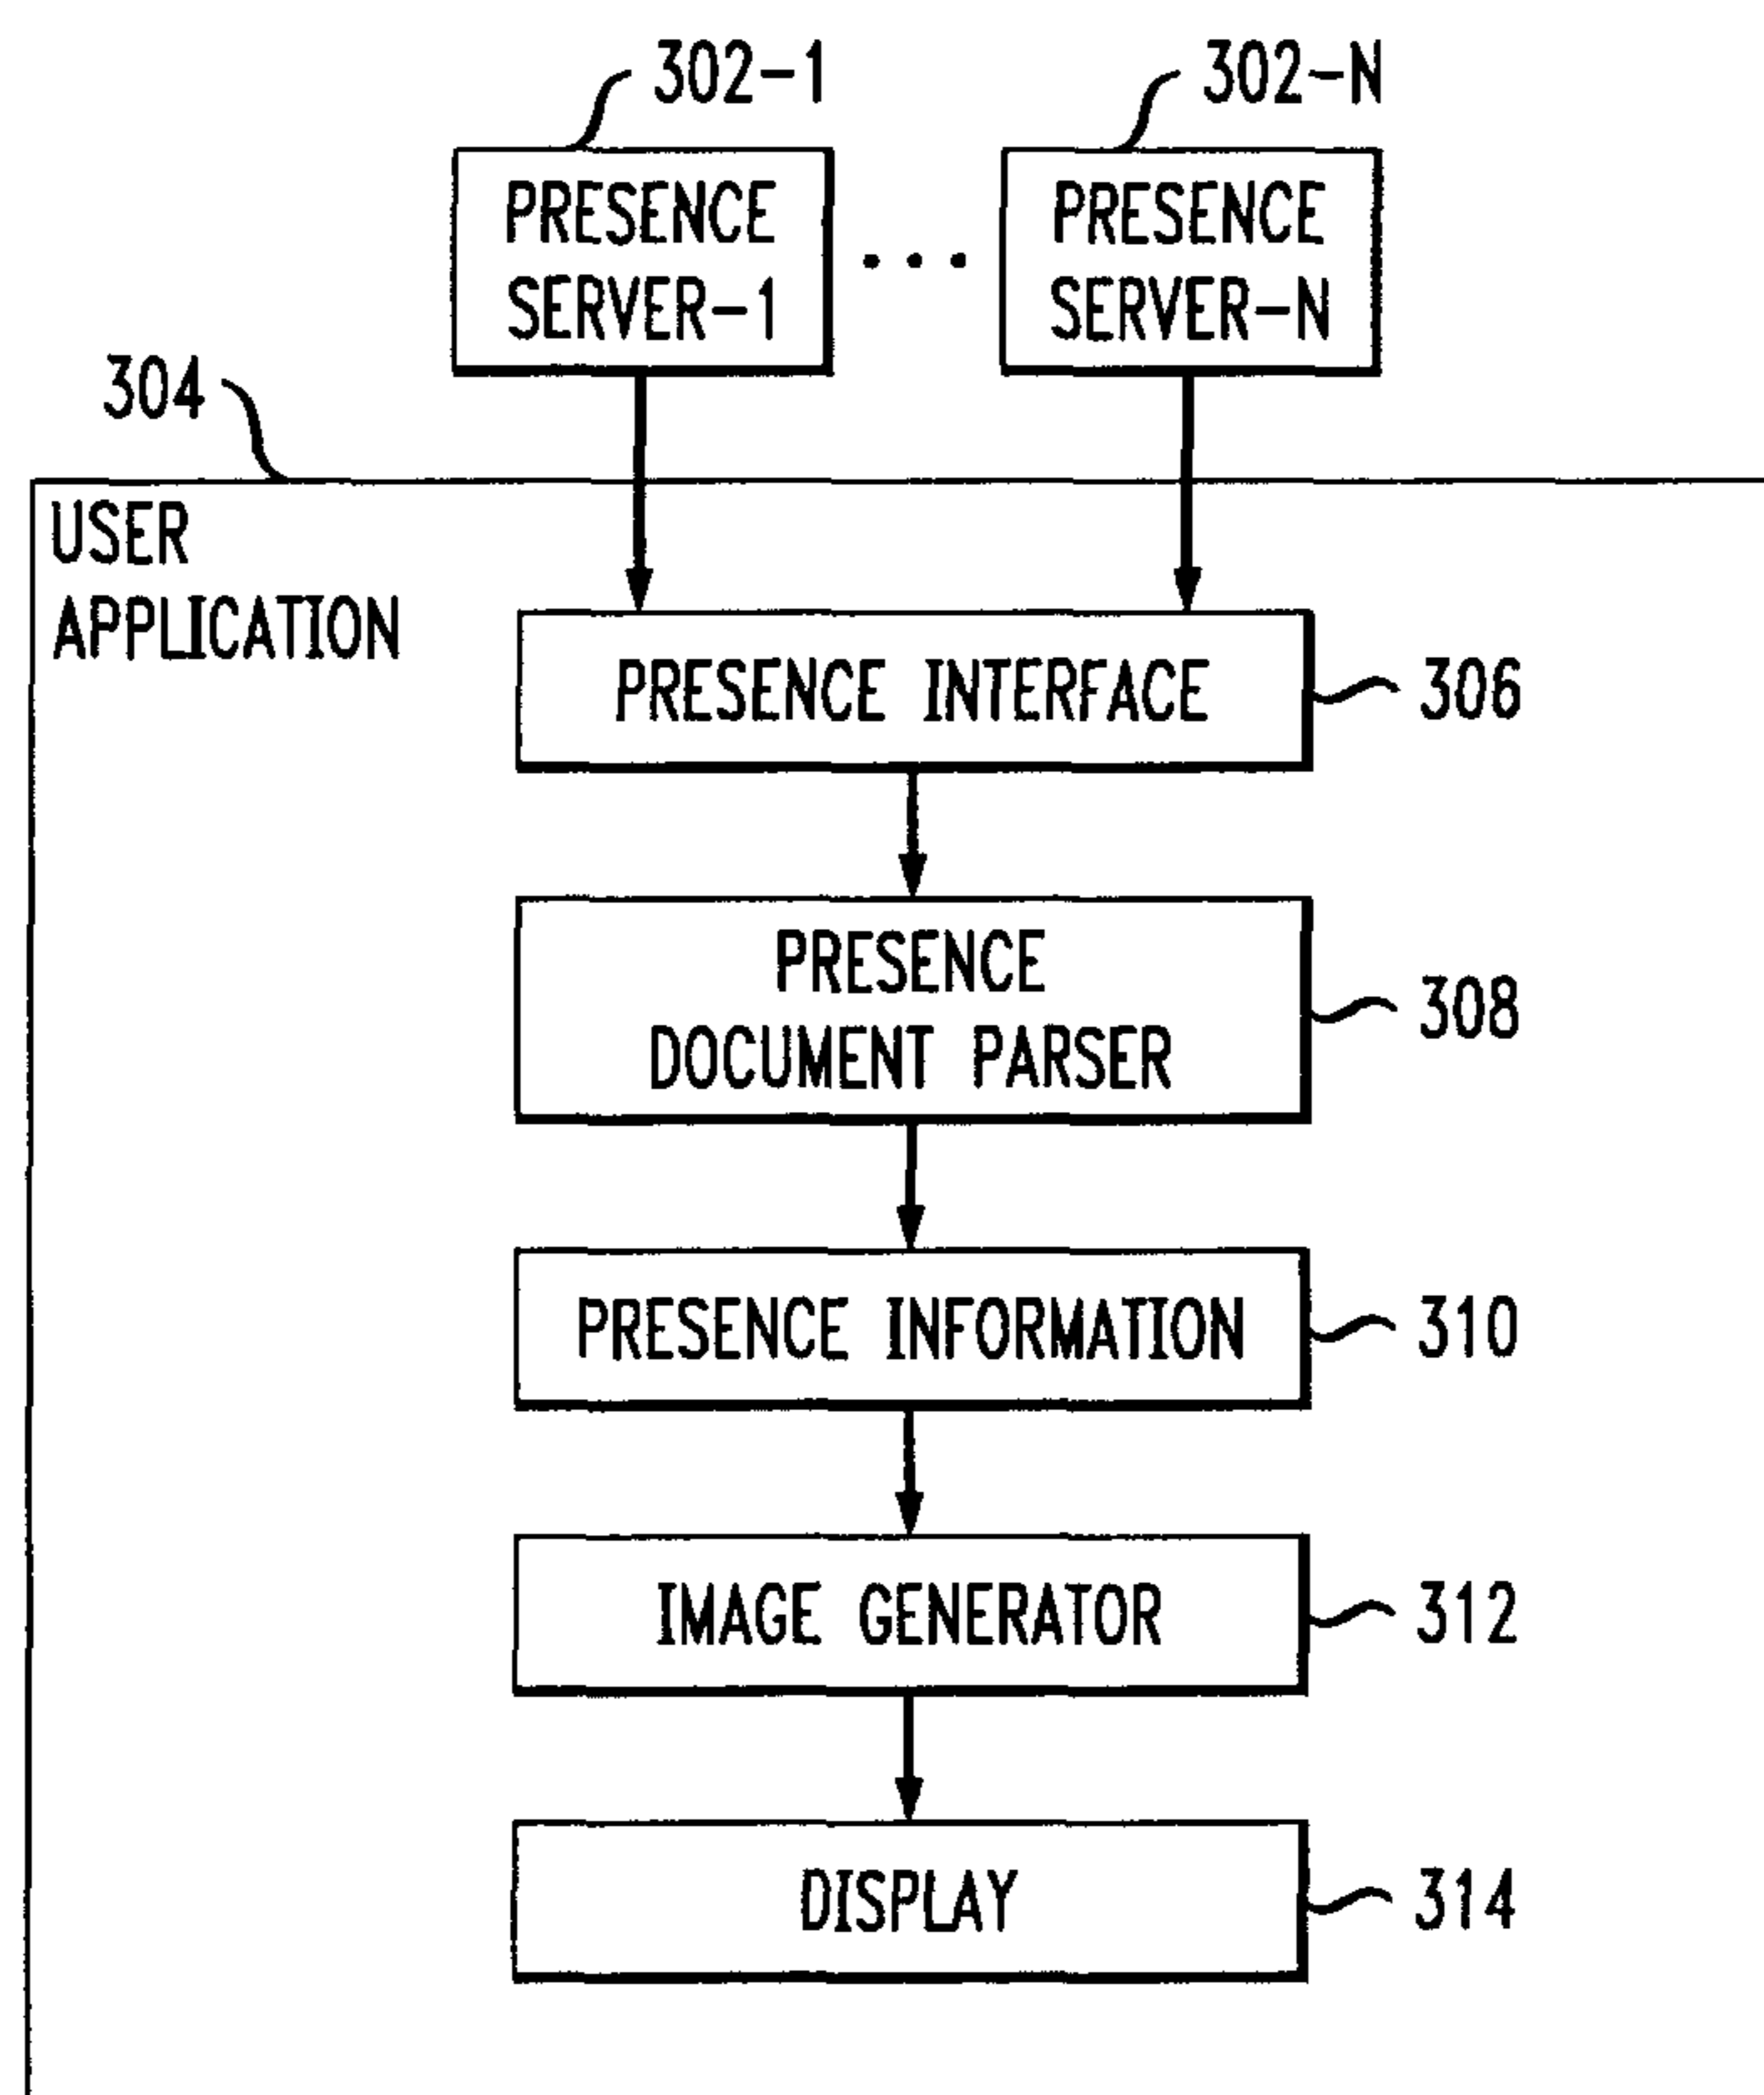 302-1
302-N
PRESENCE
SERVER-1
• • •
PRESENCE
SERVER-N
304
USER
APPLICATION
PRESENCE INTERFACE
306
PRESENCE
DOCUMENT PARSER
308
PRESENCE INFORMATION
310
IMAGE GENERATOR
312
DISPLAY
314